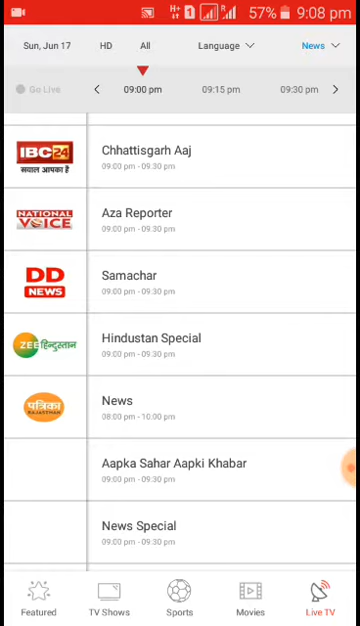 H+ 1 R 57% 9:08 pm
Sun, Jun 17 HD All Language News
Go Live 09:00 pm 09:15 pm 09:30 pm
IBC24
सवाल आपका है
Chhattisgarh Aaj
09:00 pm - 09:30 pm
NATIONAL
VOICE
Aza Reporter
09:00 pm - 09:30 pm
DD
NEWS
Samachar
09:00 pm - 09:30 pm
ZEE हिन्दुस्तान
Hindustan Special
09:00 pm - 09:30 pm
पत्रिका
RAJASTHAN
News
08:00 pm - 10:00 pm
Aapka Sahar Aapki Khabar
09:00 pm - 09:30 pm
News Special
09:00 pm - 09:30 pm
Featured TV Shows Sports Movies Live TV